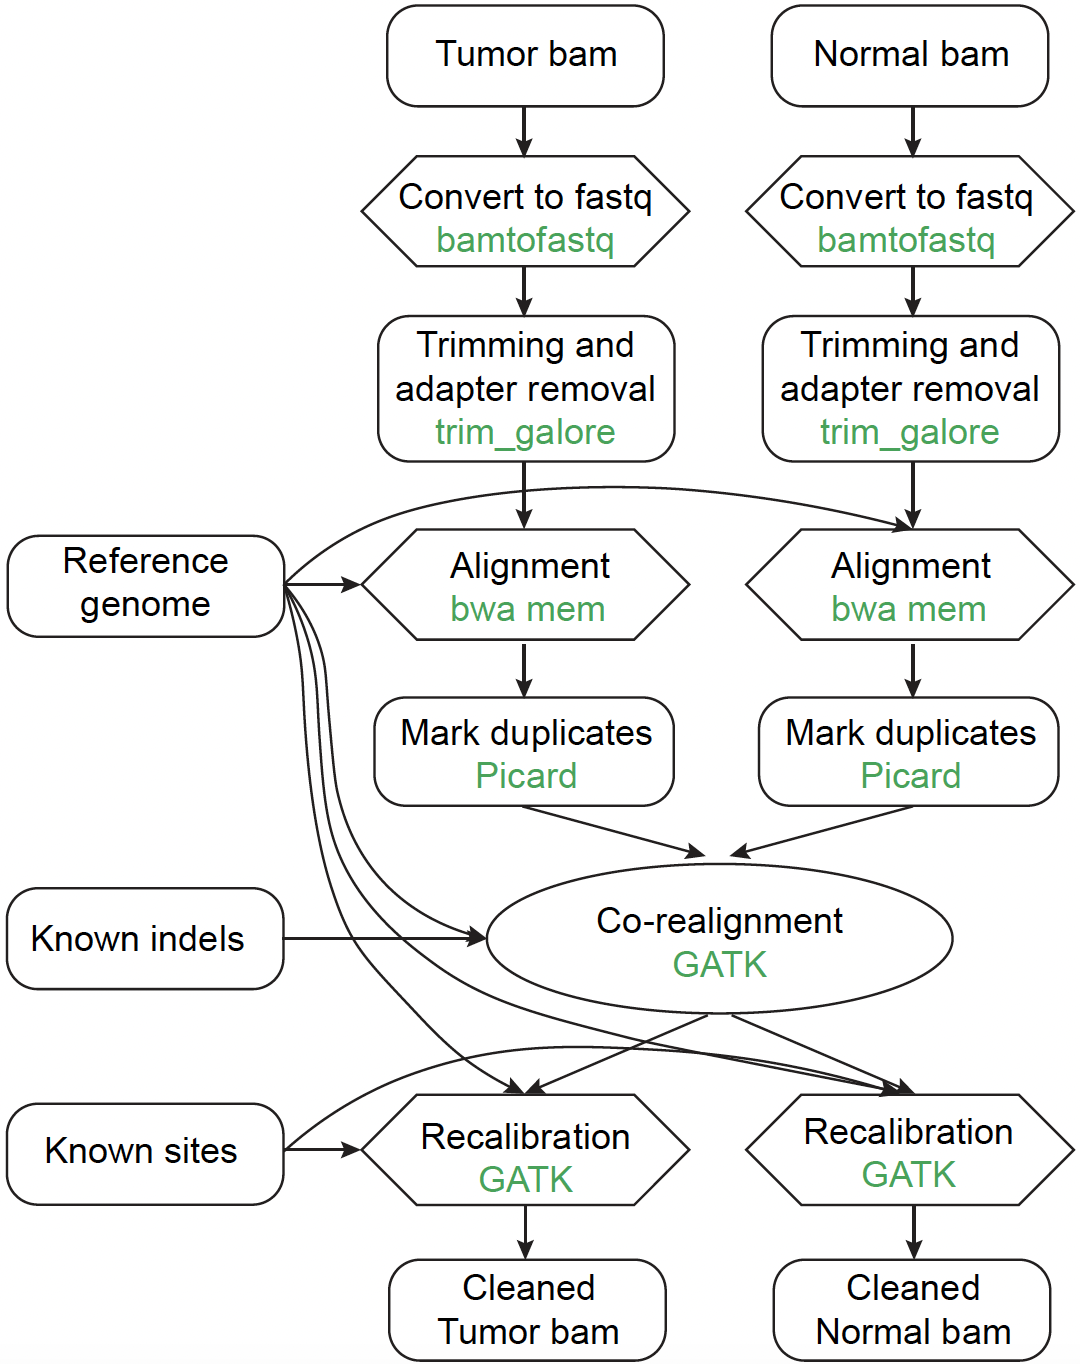 Tumor bam
Normal bam
Convert to fastq
bamtofastq
Convert to fastq
bamtofastq
Trimming and
adapter removal
trim_galore
Trimming and
adapter removal
trim_galore
Reference
genome
Alignment
bwa mem
Alignment
bwa mem
Mark duplicates
Picard
Mark duplicates
Picard
Known indels
Co-realignment
GATK
Known sites
Recalibration
GATK
Recalibration
GATK
Cleaned
Tumor bam
Cleaned
Normal bam